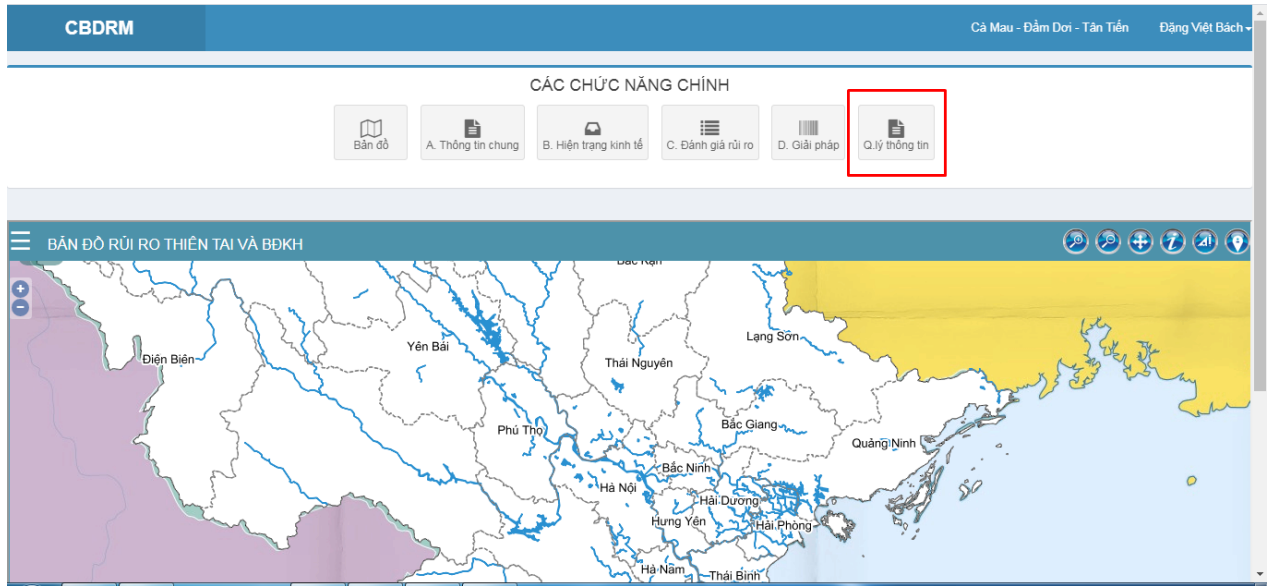 CBDRM
Cà Mau - Đầm Dơi - Tân Tiến
Đặng Việt Bách
CÁC CHỨC NĂNG CHÍNH
Bản đồ
A. Thông tin chung
B. Hiện trạng kinh tế
C. Đánh giá rủi ro
D. Giải pháp
Q.lý thông tin
BẢN ĐỒ RỦI RO THIÊN TAI VÀ BĐKH
Bắc Kạn
Lạng Sơn
Yên Bái
Điện Biên
Thái Nguyên
Bắc Giang
Phú Thọ
Quảng Ninh
Bắc Ninh
Hà Nội
Hải Dương
Hưng Yên
Hải Phòng
Hà Nam
Thái Bình